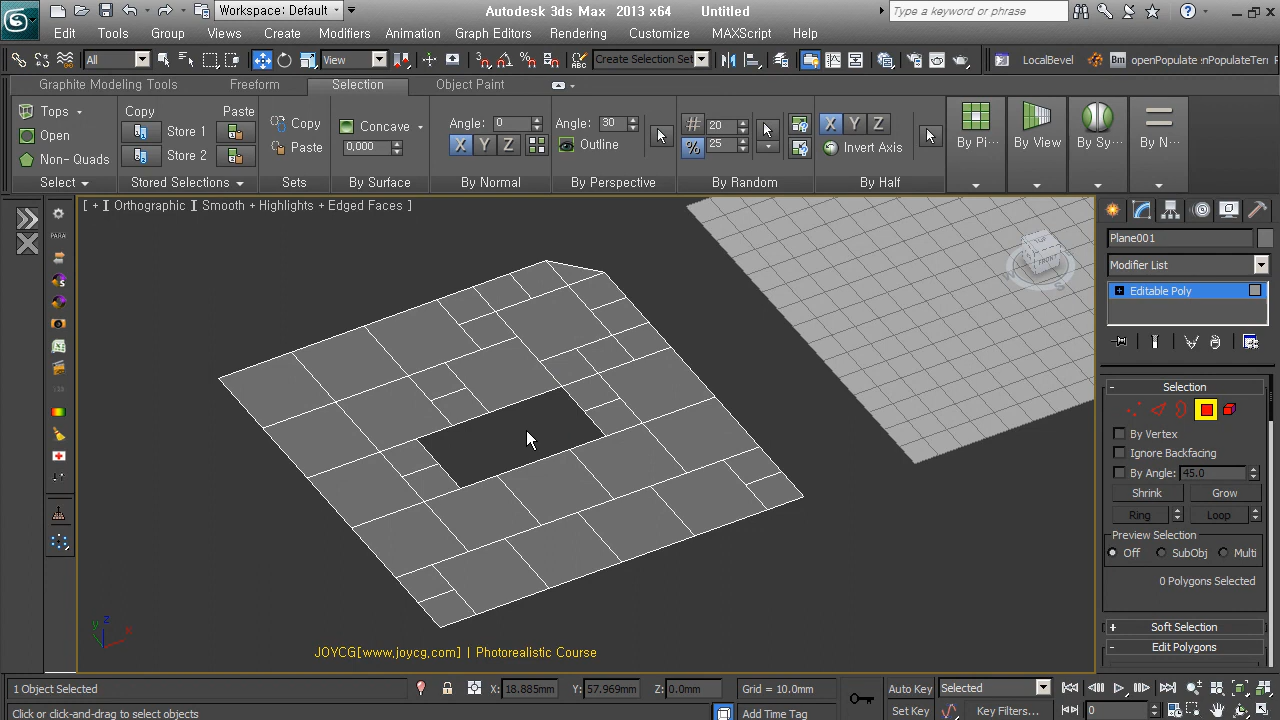 Workspace: Default
Autodesk 3ds Max 2013 x64 Untitled
Type a keyword or phrase
Edit Tools Group Views Create Modifiers Animation Graph Editors Rendering Customize MAXScript Help
All View Create Selection Set LocalBevel Bm openPopulate
Graphite Modeling Tools Freeform Selection Object Paint
Tops Copy Paste Copy Concave Angle: 0 Angle: 30 # 20 X Y Z
Open Store 1
Non-Quads Store 2 Paste 0,000 X Y Z Outline % 25 Invert Axis
By Pi... By View By Sy... By N...
Select Stored Selections Sets By Surface By Normal By Perspective By Random By Half
[ + ] Orthographic ] Smooth + Highlights + Edged Faces ]
PARA
TOP
FRONT
Plane001
Modifier List
Editable Poly
Selection
By Vertex
Ignore Backfacing
By Angle: 45.0
Shrink Grow
Ring Loop
Preview Selection
Off SubObj Multi
0 Polygons Selected
Soft Selection
Edit Polygons
z
y
x
JOYCG[www.joycg.com] | Photorealistic Course
1 Object Selected X: 18.885mm Y: 57.969mm Z: 0.0mm Grid = 10.0mm Auto Key Selected
Click or click-and-drag to select objects Add Time Tag Set Key Key Filters... 0